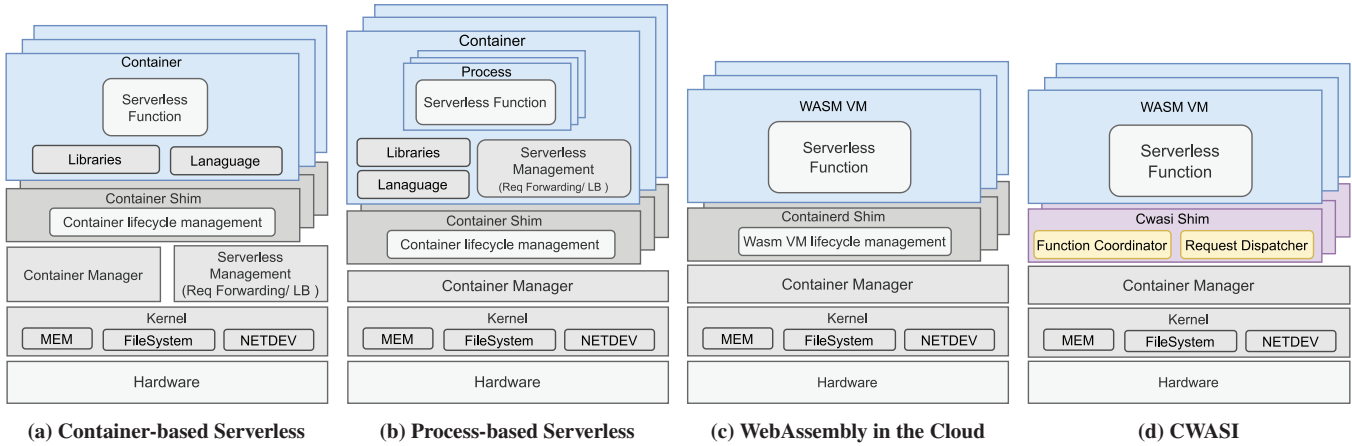 Container
Serverless
Function
Libraries
Lanaguage
Container Shim
Container lifecycle management
Container Manager
Serverless
Management
(Req Forwarding/ LB )
Kernel
MEM
FileSystem
NETDEV
Hardware
(a) Container-based Serverless
Container
Process
Serverless Function
Libraries
Lanaguage
Serverless
Management
(Req Forwarding/ LB )
Container Shim
Container lifecycle management
Container Manager
Kernel
MEM
FileSystem
NETDEV
Hardware
(b) Process-based Serverless
WASM VM
Serverless
Function
Containerd Shim
Wasm VM lifecycle management
Container Manager
Kernel
MEM
FileSystem
NETDEV
Hardware
(c) WebAssembly in the Cloud
WASM VM
Serverless
Function
Cwasi Shim
Function Coordinator
Request Dispatcher
Container Manager
Kernel
MEM
FileSystem
NETDEV
Hardware
(d) CWASI